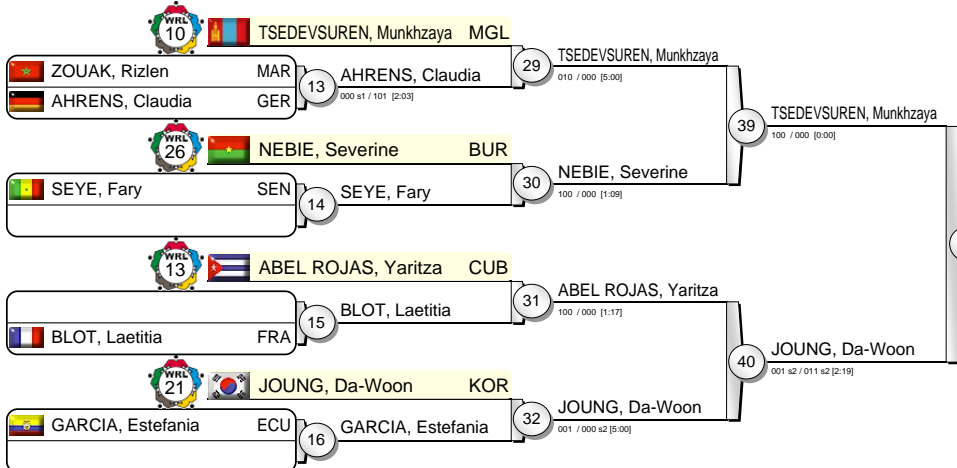 WRL
10
TSEDEVSUREN, Munkhzaya MGL
ZOUAK, Rizlen MAR
AHRENS, Claudia GER
13
AHRENS, Claudia
000 s1 / 101 [2:03]
29
TSEDEVSUREN, Munkhzaya
010 / 000 [5:00]
WRL
26
NEBIE, Severine BUR
SEYE, Fary SEN
14
SEYE, Fary
30
NEBIE, Severine
100 / 000 [1:09]
39
TSEDEVSUREN, Munkhzaya
100 / 000 [0:00]
WRL
13
ABEL ROJAS, Yaritza CUB
BLOT, Laetitia FRA
15
BLOT, Laetitia
31
ABEL ROJAS, Yaritza
100 / 000 [1:17]
WRL
21
JOUNG, Da-Woon KOR
GARCIA, Estefania ECU
16
GARCIA, Estefania
32
JOUNG, Da-Woon
001 / 000 s2 [5:00]
40
JOUNG, Da-Woon
001 s2 / 011 s2 [2:19]